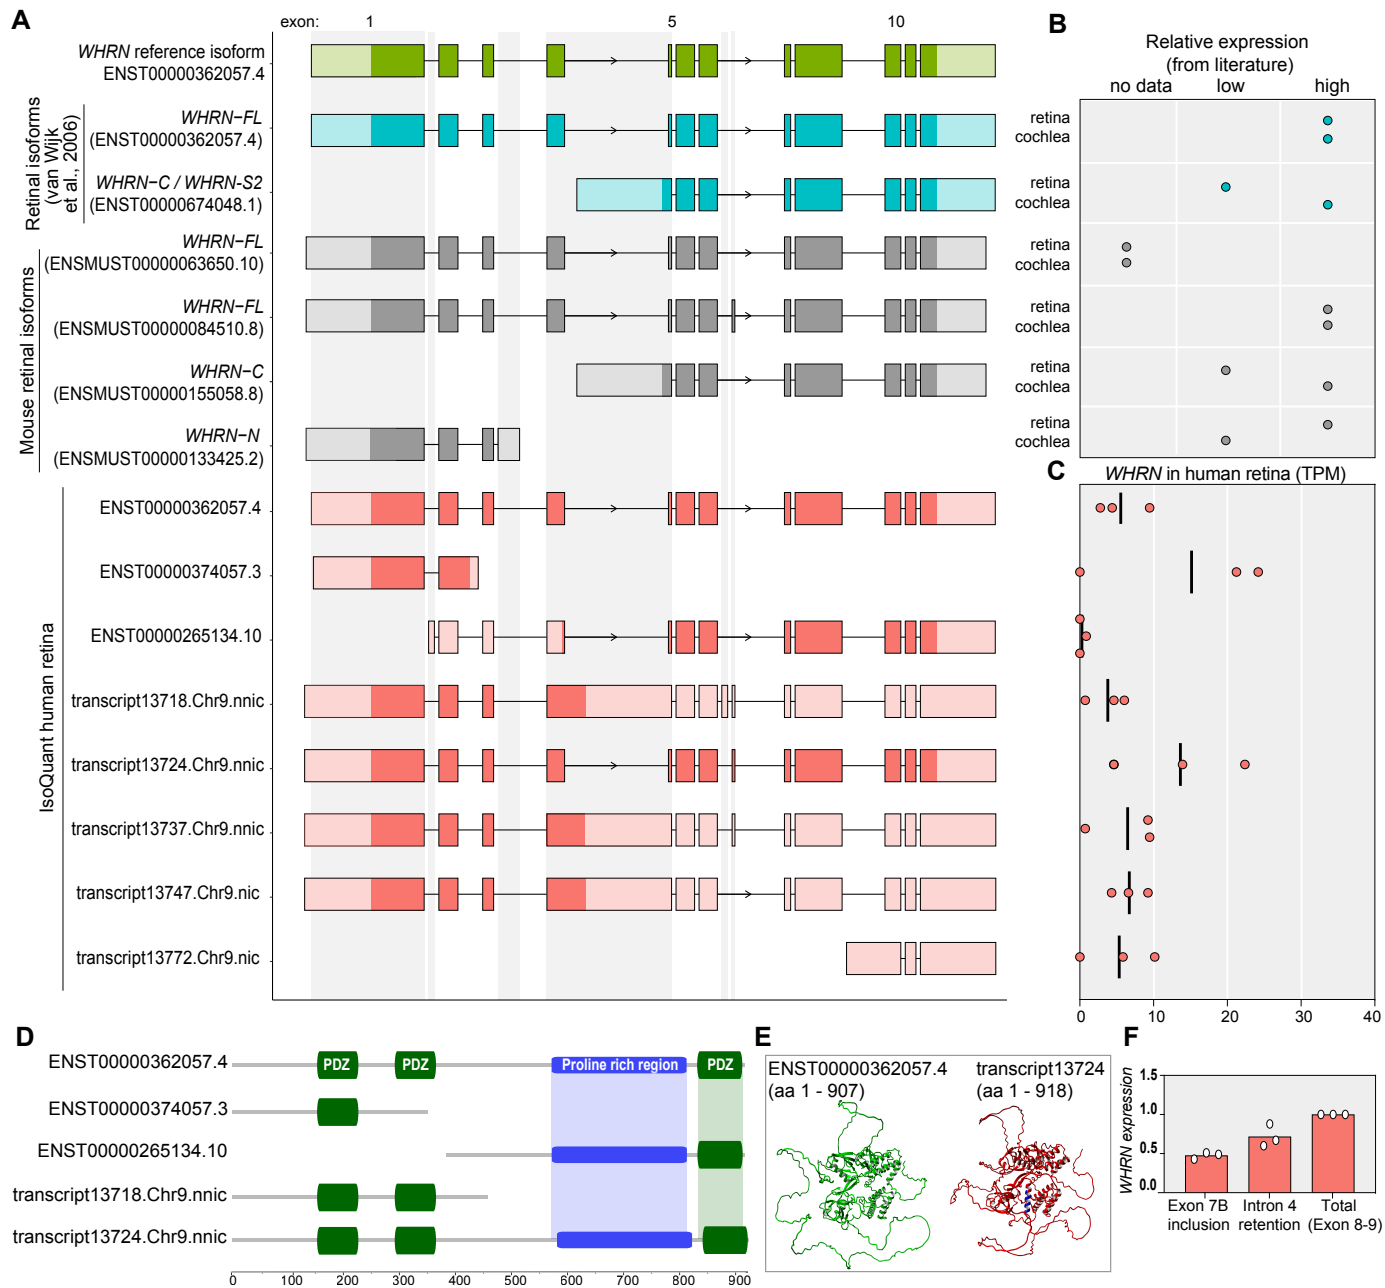 A
exon: 1 5 10
WHRN reference isoform
ENST00000362057.4
Retinal isoforms
(van Wijk
et al., 2006)
WHRN−FL
(ENST00000362057.4)
WHRN−C / WHRN-S2
(ENST00000674048.1)
Mouse retinal isoforms
WHRN−FL
(ENSMUST00000063650.10)
WHRN−FL
(ENSMUST00000084510.8)
WHRN−C
(ENSMUST00000155058.8)
WHRN−N
(ENSMUST00000133425.2)
IsoQuant human retina
ENST00000362057.4
ENST00000374057.3
ENST00000265134.10
transcript13718.Chr9.nnic
transcript13724.Chr9.nnic
transcript13737.Chr9.nnic
transcript13747.Chr9.nic
transcript13772.Chr9.nic
B
Relative expression
(from literature)
no data low high
retina
cochlea
retina
cochlea
retina
cochlea
retina
cochlea
retina
cochlea
retina
cochlea
C
WHRN in human retina (TPM)
0 10 20 30 40
D
ENST00000362057.4
PDZ PDZ Proline rich region PDZ
ENST00000374057.3
ENST00000265134.10
transcript13718.Chr9.nnic
transcript13724.Chr9.nnic
0 100 200 300 400 500 600 700 800 900
E
ENST00000362057.4
(aa 1 - 907)
transcript13724
(aa 1 - 918)
F
WHRN expression
1.5
1.0
0.5
0.0
Exon 7B
inclusion
Intron 4
retention
Total
(Exon 8-9)